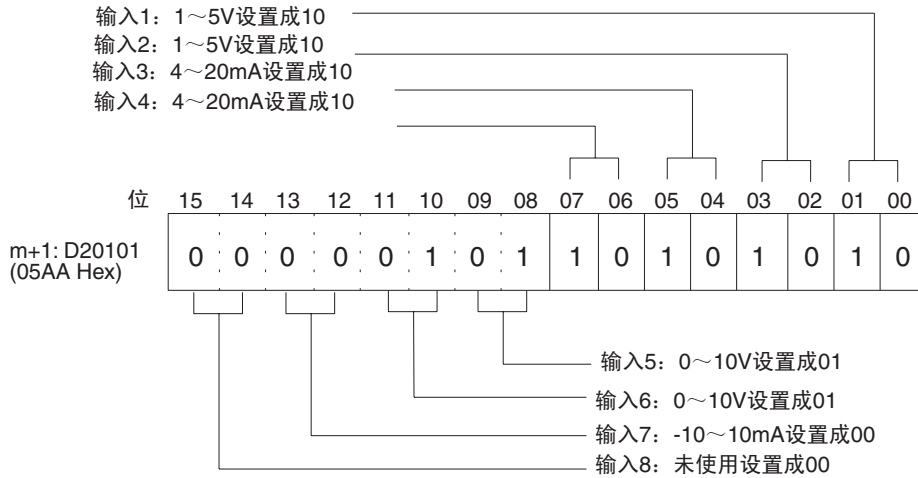 输入1：1～5V设置成10
输入2：1～5V设置成10
输入3：4～20mA设置成10
输入4：4～20mA设置成10
位 15 14 13 12 11 10 09 08 07 06 05 04 03 02 01 00
m+1: D20101
(05AA Hex)
0 0 0 0 0 1 0 1 1 0 1 0 1 0 1 0
输入5：0～10V设置成01
输入6：0～10V设置成01
输入7：-10～10mA设置成00
输入8：未使用设置成00